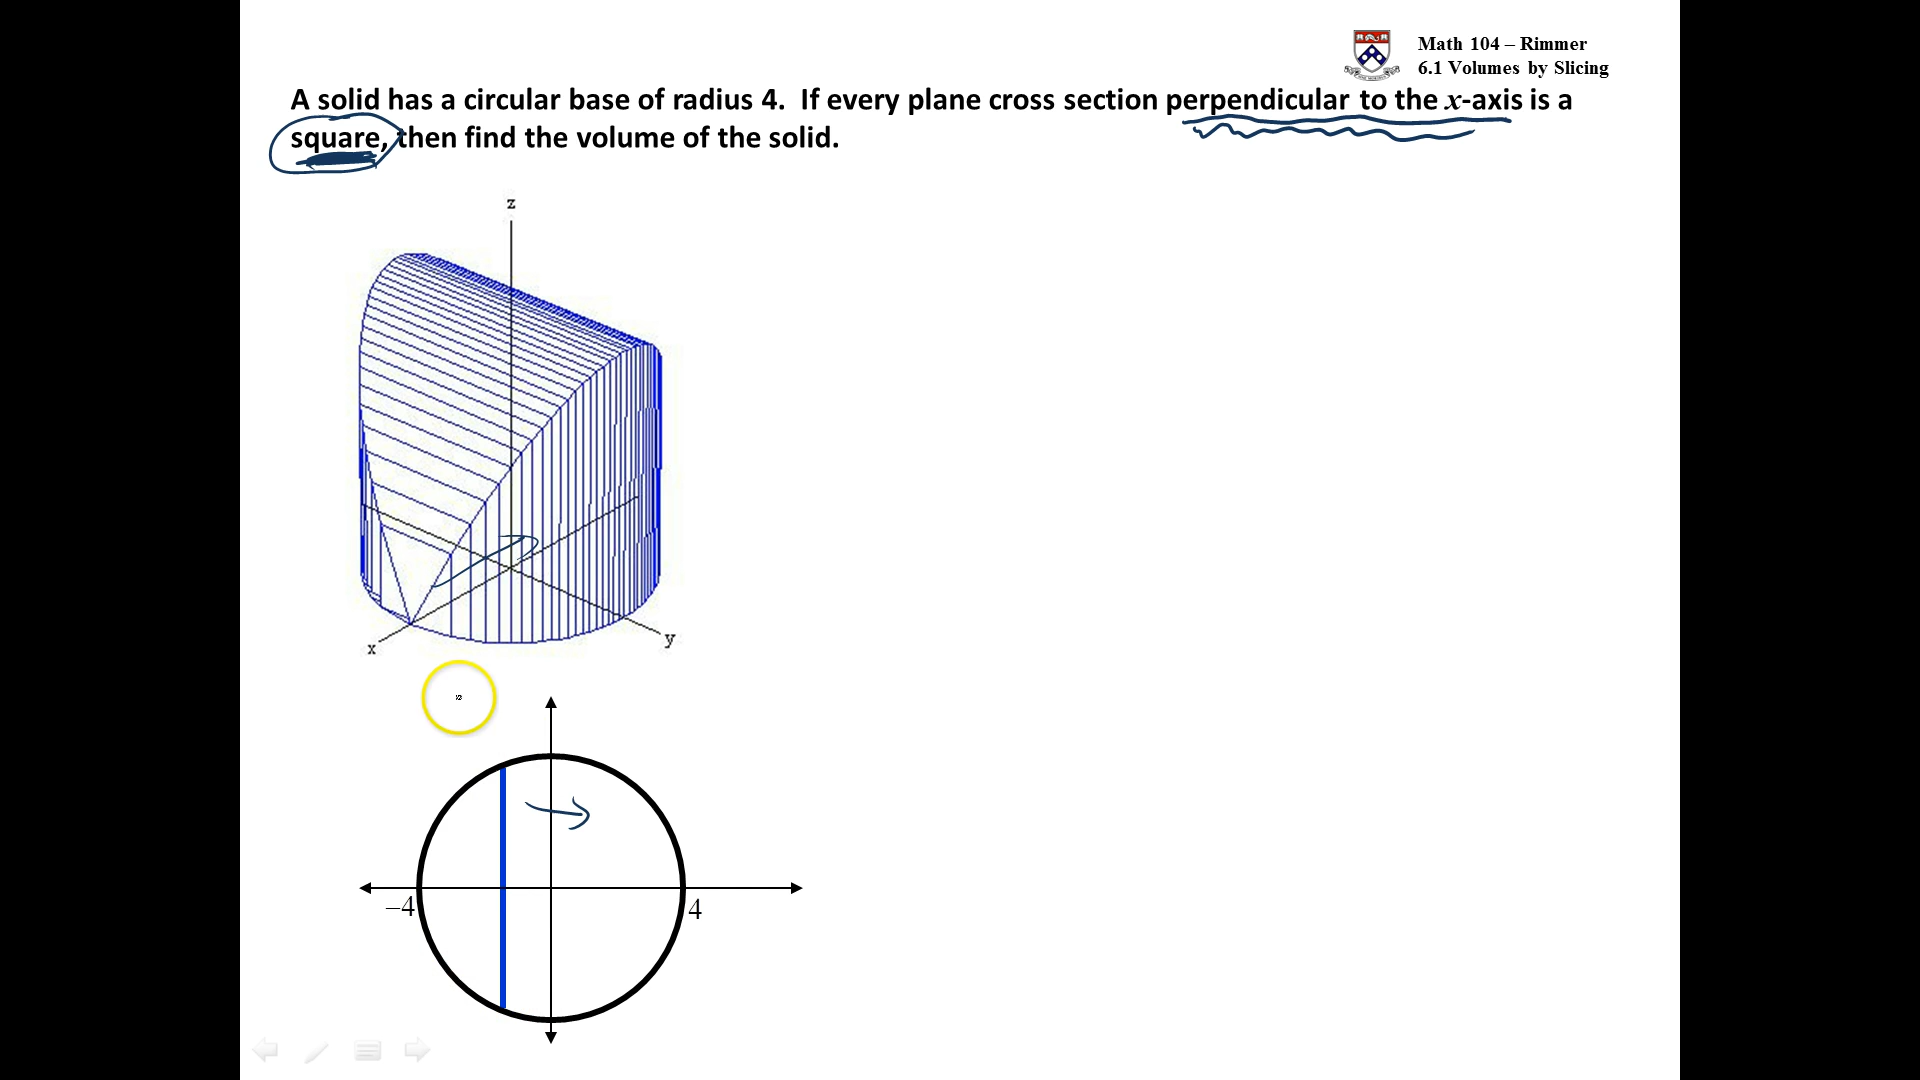 Math 104 – Rimmer
6.1 Volumes by Slicing
A solid has a circular base of radius 4. If every plane cross section perpendicular to the x-axis is a
square, then find the volume of the solid.
z
x
y
−4
4